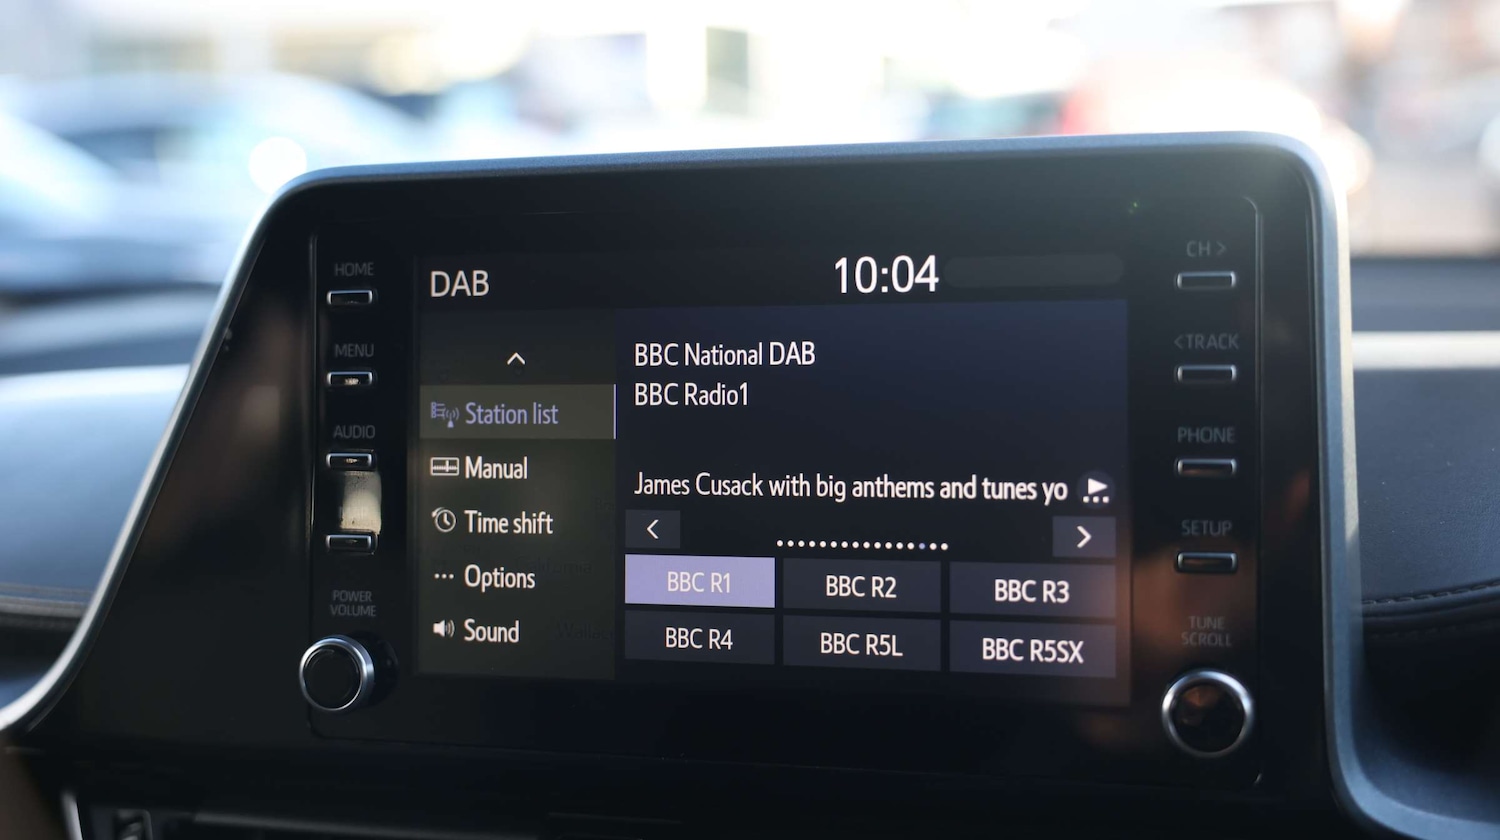 HOME
MENU
AUDIO
POWER
VOLUME
DAB
10:04
Station list
Manual
Time shift
Options
Sound
BBC National DAB
BBC Radio1
James Cusack with big anthems and tunes yo
BBC R1
BBC R2
BBC R3
BBC R4
BBC R5L
BBC R5SX
CH >
<TRACK
PHONE
SETUP
TUNE
SCROLL